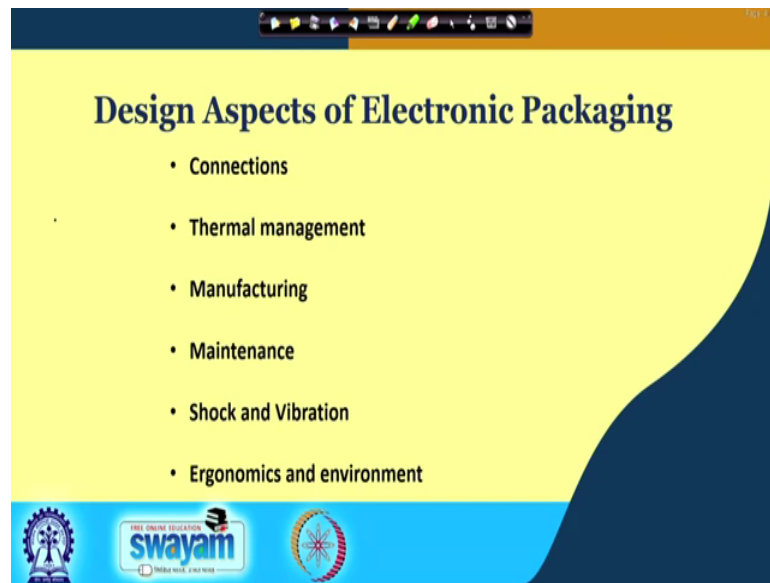 Design Aspects of Electronic Packaging
• Connections
• Thermal management
• Manufacturing
• Maintenance
• Shock and Vibration
• Ergonomics and environment
FREE ONLINE EDUCATION
swayam